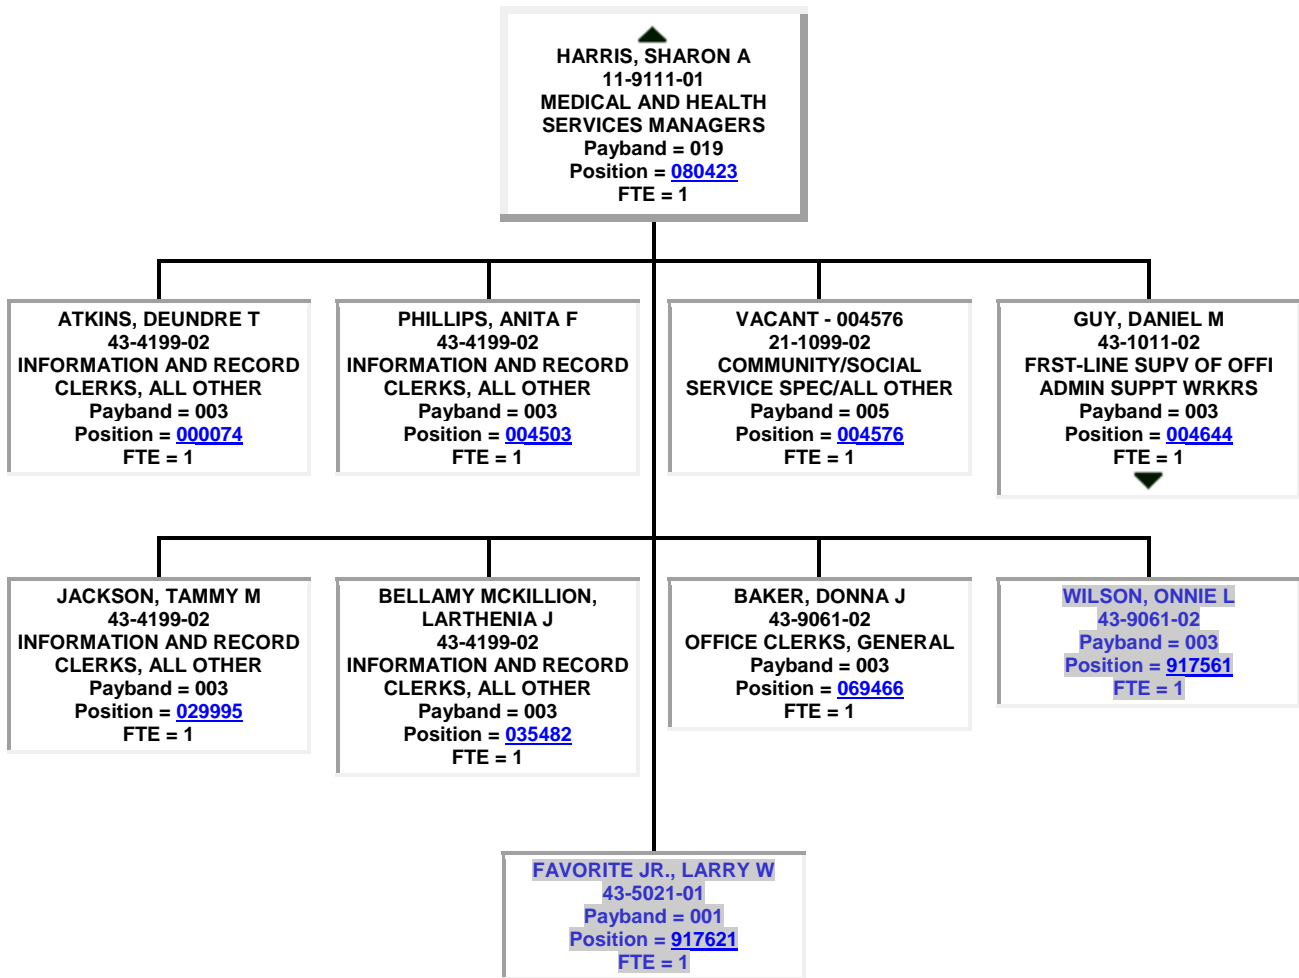 HARRIS, SHARON A
11-9111-01
MEDICAL AND HEALTH
SERVICES MANAGERS
Payband = 019
Position = 080423
FTE = 1
ATKINS, DEUNDRE T
43-4199-02
INFORMATION AND RECORD
CLERKS, ALL OTHER
Payband = 003
Position = 000074
FTE = 1
PHILLIPS, ANITA F
43-4199-02
INFORMATION AND RECORD
CLERKS, ALL OTHER
Payband = 003
Position = 004503
FTE = 1
VACANT - 004576
21-1099-02
COMMUNITY/SOCIAL
SERVICE SPEC/ALL OTHER
Payband = 005
Position = 004576
FTE = 1
GUY, DANIEL M
43-1011-02
FRST-LINE SUPV OF OFFI
ADMIN SUPPT WRKRS
Payband = 003
Position = 004644
FTE = 1
JACKSON, TAMMY M
43-4199-02
INFORMATION AND RECORD
CLERKS, ALL OTHER
Payband = 003
Position = 029995
FTE = 1
BELLAMY MCKILLION,
LARTHENIA J
43-4199-02
INFORMATION AND RECORD
CLERKS, ALL OTHER
Payband = 003
Position = 035482
FTE = 1
BAKER, DONNA J
43-9061-02
OFFICE CLERKS, GENERAL
Payband = 003
Position = 069466
FTE = 1
WILSON, ONNIE L
43-9061-02
Payband = 003
Position = 917561
FTE = 1
FAVORITE JR., LARRY W
43-5021-01
Payband = 001
Position = 917621
FTE = 1